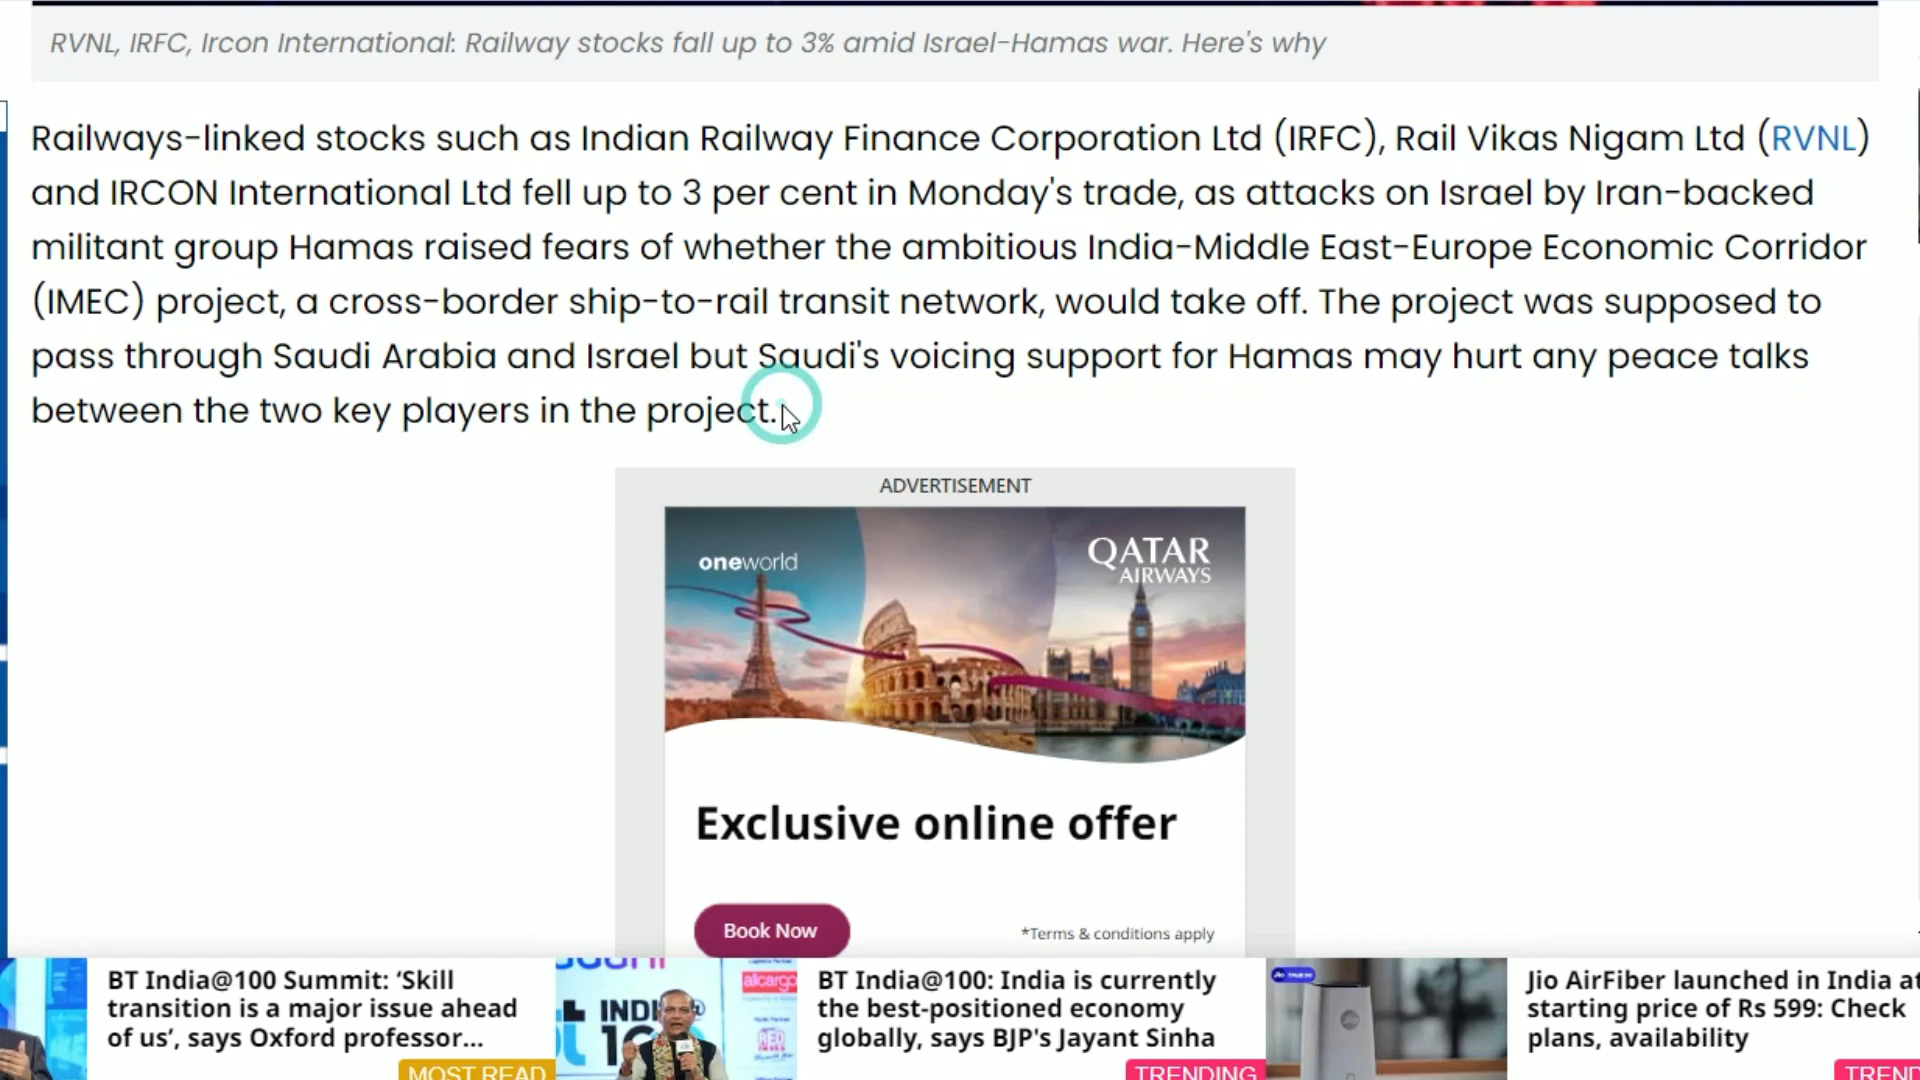 RVNL, IRFC, Ircon International: Railway stocks fall up to 3% amid Israel-Hamas war. Here's why
Railways-linked stocks such as Indian Railway Finance Corporation Ltd (IRFC), Rail Vikas Nigam Ltd (RVNL)
and IRCON International Ltd fell up to 3 per cent in Monday's trade, as attacks on Israel by Iran-backed
militant group Hamas raised fears of whether the ambitious India-Middle East-Europe Economic Corridor
(IMEC) project, a cross-border ship-to-rail transit network, would take off. The project was supposed to
pass through Saudi Arabia and Israel but Saudi's voicing support for Hamas may hurt any peace talks
between the two key players in the project.
ADVERTISEMENT
oneworld
QATAR
AIRWAYS
Exclusive online offer
Book Now
*Terms & conditions apply
BT India@100 Summit: ‘Skill
transition is a major issue ahead
of us’, says Oxford professor...
MOST READ
allcargo
INDI@
BT India@100: India is currently
the best-positioned economy
globally, says BJP's Jayant Sinha
TRENDING
Jio AirFiber launched in India at
starting price of Rs 599: Check
plans, availability
TREND